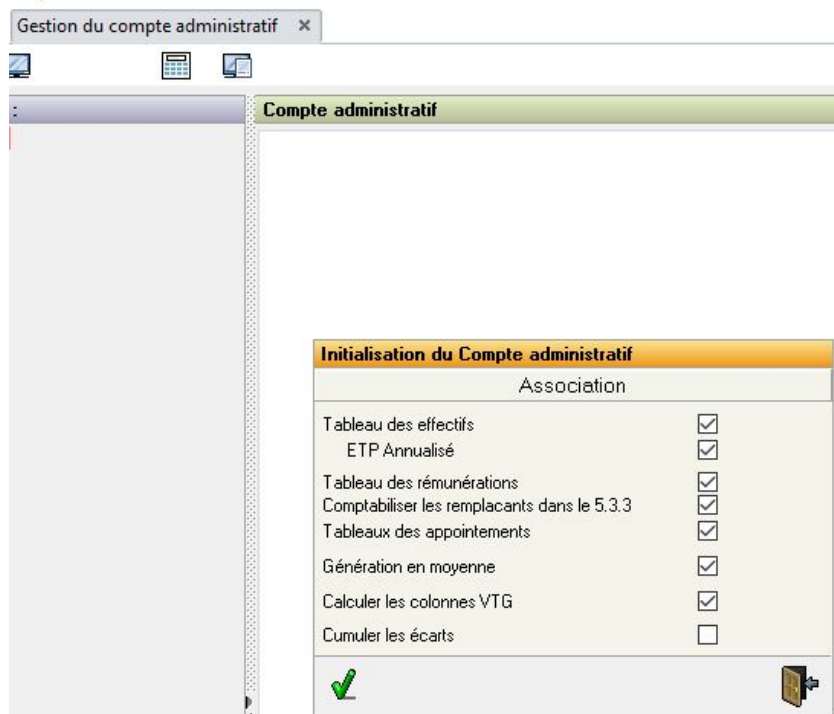 Gestion du compte administratif
:
Compte administratif
Initialisation du Compte administratif
Association
Tableau des effectifs
ETP Annualisé
Tableau des rémunérations
Comptabiliser les remplacants dans le 5.3.3
Tableaux des appointements
Génération en moyenne
Calculer les colonnes VTG
Cumuler les écarts